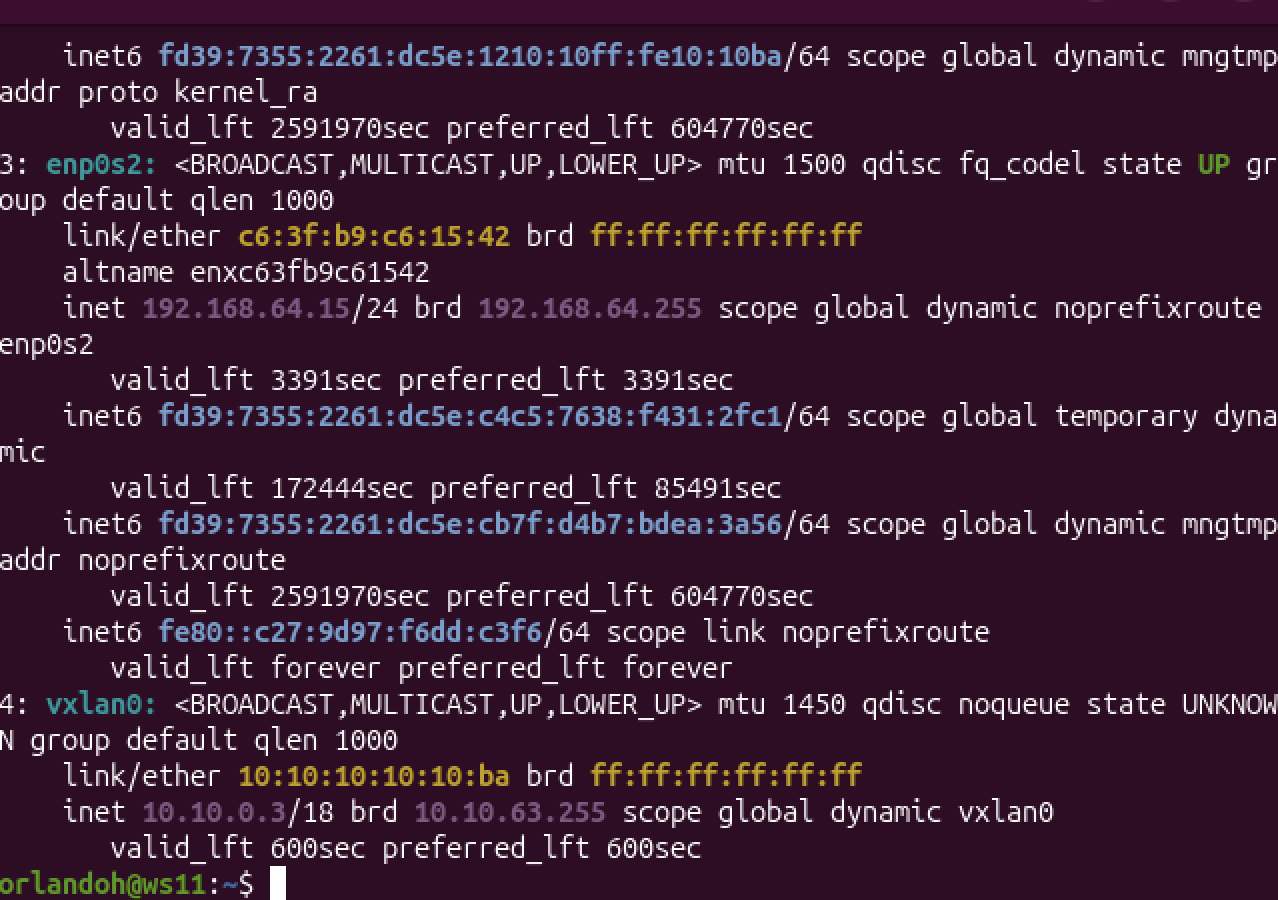 inet6 fd39:7355:2261:dc5e:1210:10ff:fe10:10ba/64 scope global dynamic mngtmp
addr proto kernel_ra
valid_lft 2591970sec preferred_lft 604770sec
3: enp0s2: <BROADCAST,MULTICAST,UP,LOWER_UP> mtu 1500 qdisc fq_codel state UP gr
oup default qlen 1000
link/ether c6:3f:b9:c6:15:42 brd ff:ff:ff:ff:ff:ff
altname enxc63fb9c61542
inet 192.168.64.15/24 brd 192.168.64.255 scope global dynamic noprefixroute
enp0s2
valid_lft 3391sec preferred_lft 3391sec
inet6 fd39:7355:2261:dc5e:c4c5:7638:f431:2fc1/64 scope global temporary dyna
mic
valid_lft 172444sec preferred_lft 85491sec
inet6 fd39:7355:2261:dc5e:cb7f:d4b7:bdea:3a56/64 scope global dynamic mngtmp
addr noprefixroute
valid_lft 2591970sec preferred_lft 604770sec
inet6 fe80::c27:9d97:f6dd:c3f6/64 scope link noprefixroute
valid_lft forever preferred_lft forever
4: vxlan0: <BROADCAST,MULTICAST,UP,LOWER_UP> mtu 1450 qdisc noqueue state UNKNOW
N group default qlen 1000
link/ether 10:10:10:10:10:ba brd ff:ff:ff:ff:ff:ff
inet 10.10.0.3/18 brd 10.10.63.255 scope global dynamic vxlan0
valid_lft 600sec preferred_lft 600sec
orlandoh@ws11:~$